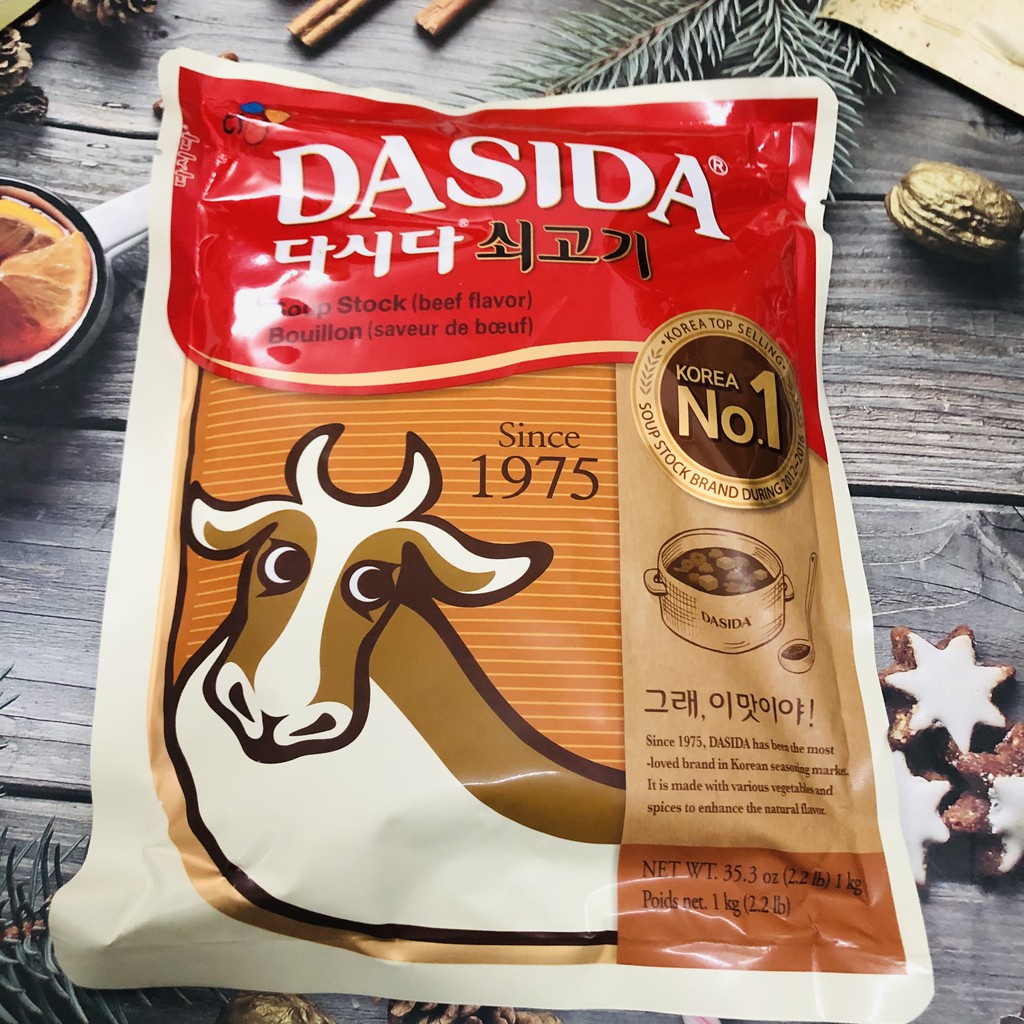 DASIDA®
다시다® 쇠고기
Soup Stock (beef flavor)
Bouillon (saveur de bœuf)
KOREA TOP SELLING
KOREA
No.1
SOUP STOCK BRAND DURING 2012~2016
Since
1975
DASIDA
그래, 이맛이야!
Since 1975, DASIDA has been the most
-loved brand in Korean seasoning market.
It is made with various vegetables and
spices to enhance the natural flavor.
NET WT. 35.3 oz (2.2 lb) 1 kg
Poids net. 1 kg (2.2 lb)